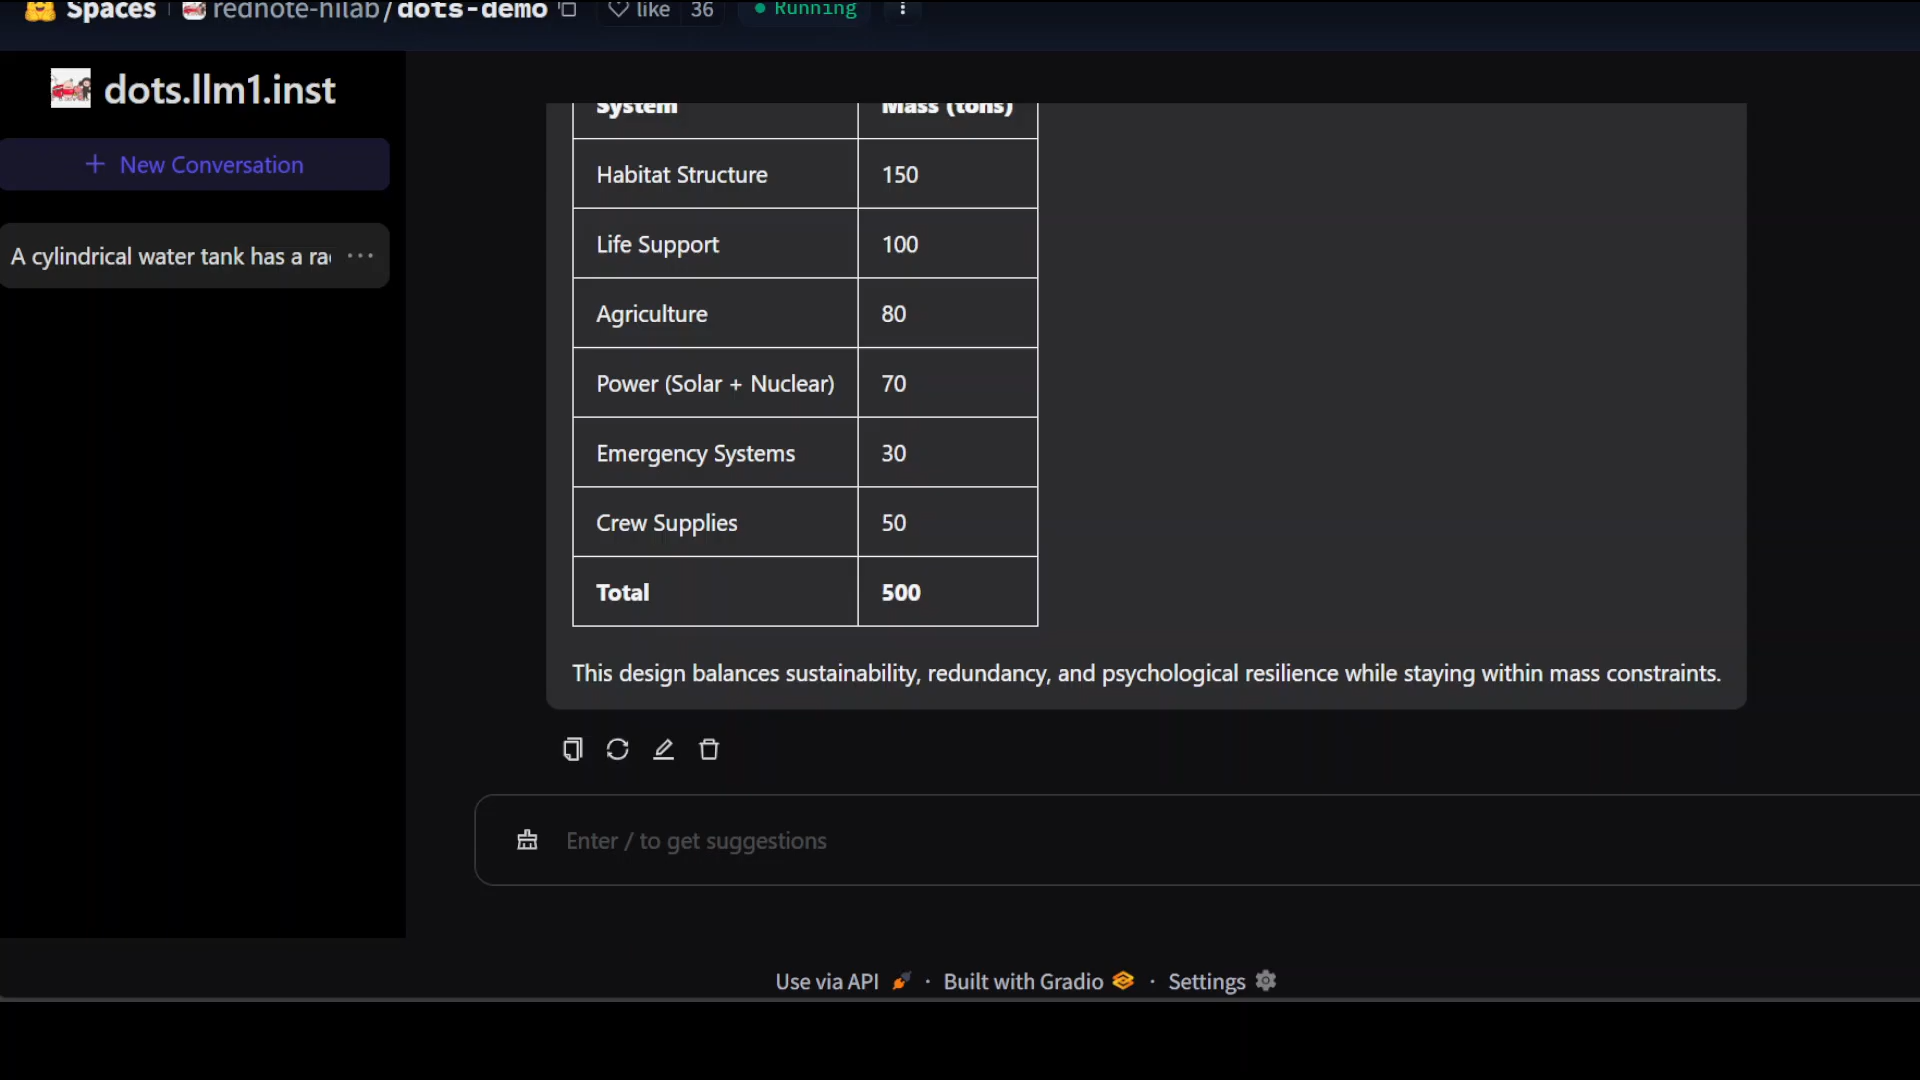 Spaces rednote-hilab/dots-demo like 36 Running
dots.llm1.inst
+ New Conversation
A cylindrical water tank has a ra ···
System Mass (tons)
Habitat Structure 150
Life Support 100
Agriculture 80
Power (Solar + Nuclear) 70
Emergency Systems 30
Crew Supplies 50
Total 500
This design balances sustainability, redundancy, and psychological resilience while staying within mass constraints.
Enter / to get suggestions
Use via API · Built with Gradio · Settings